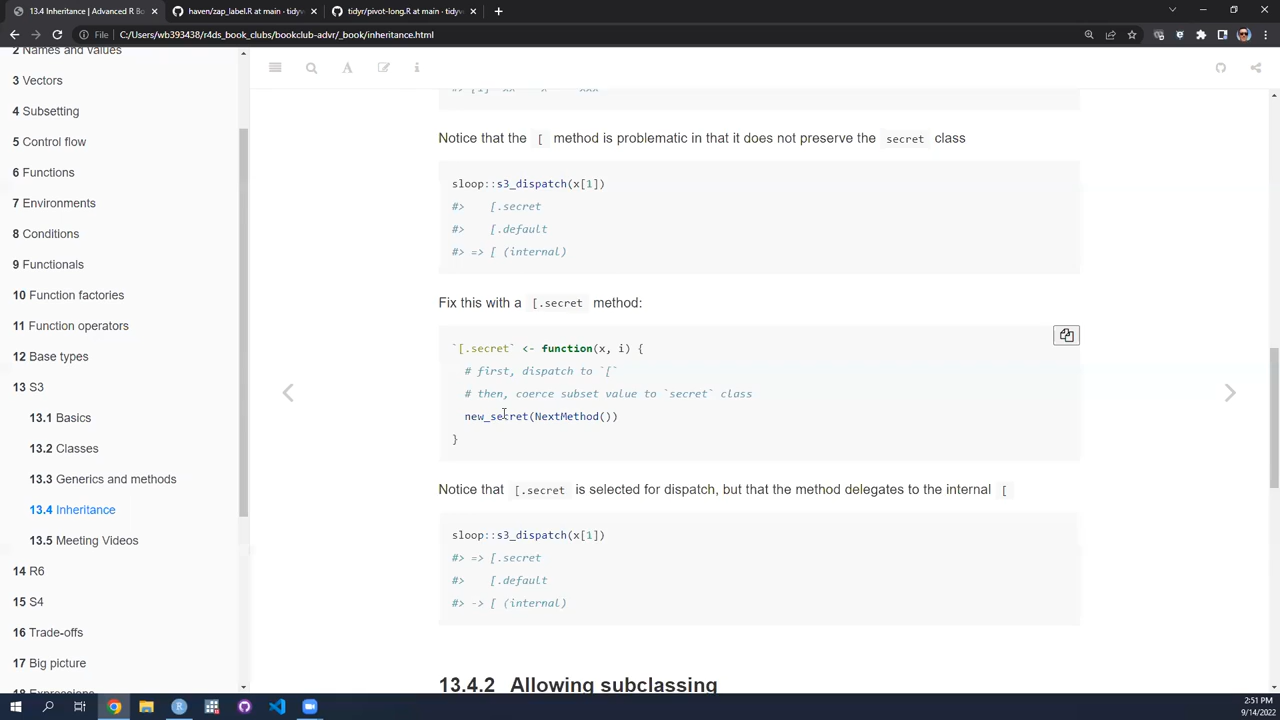 13.4 Inheritance | Advanced R Bo
haven/zap_label.R at main · tidyv
tidyr/pivot-long.R at main · tidyve
File
C:/Users/wb393438/r4ds_book_clubs/bookclub-advr/_book/inheritance.html
2 Names and values
3 Vectors
4 Subsetting
5 Control flow
6 Functions
7 Environments
8 Conditions
9 Functionals
10 Function factories
11 Function operators
12 Base types
13 S3
13.1 Basics
13.2 Classes
13.3 Generics and methods
13.4 Inheritance
13.5 Meeting Videos
14 R6
15 S4
16 Trade-offs
17 Big picture
18 Expressions
Notice that the [ method is problematic in that it does not preserve the secret class
sloop::s3_dispatch(x[1])
#>    [.secret
#>    [.default
#> => [ (internal)
Fix this with a [.secret method:
`[.secret` <- function(x, i) {
# first, dispatch to `[`
# then, coerce subset value to `secret` class
new_secret(NextMethod())
}
Notice that [.secret is selected for dispatch, but that the method delegates to the internal [
sloop::s3_dispatch(x[1])
#> => [.secret
#>    [.default
#> -> [ (internal)
13.4.2 Allowing subclassing
2:51 PM
9/14/2022